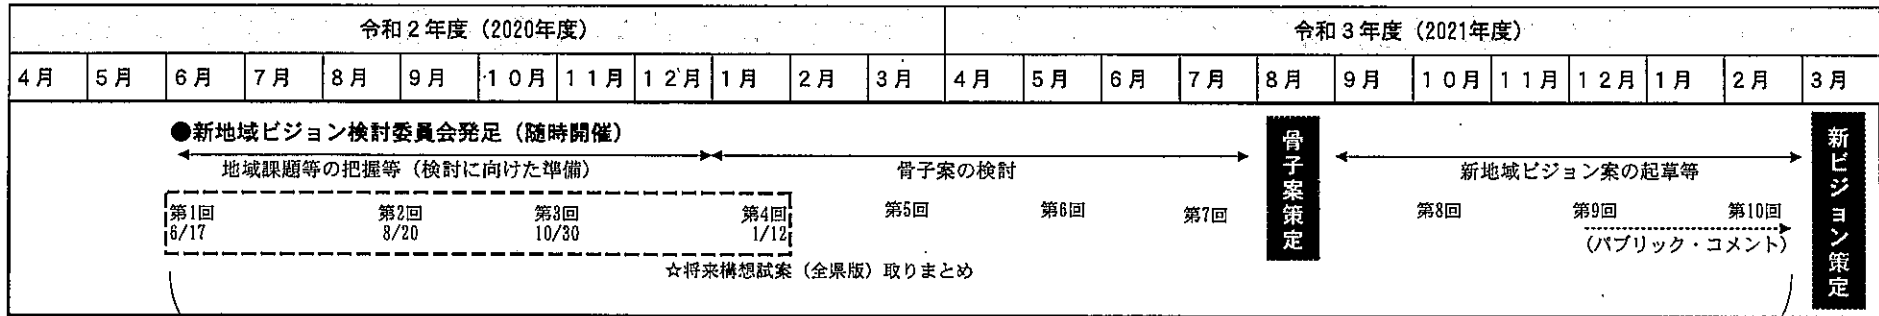 令和2年度(2020年度) 令和3年度(2021年度)
4月 5月 6月 7月 8月 9月 10月 11月 12月 1月 2月 3月 4月 5月 6月 7月 8月 9月 10月 11月 12月 1月 2月 3月
●新地域ビジョン検討委員会発足(随時開催)
地域課題等の把握等(検討に向けた準備) 骨子案の検討 新地域ビジョン案の起草等
第1回 第2回 第3回 第4回 第5回 第6回 第7回 第8回 第9回 第10回
6/17 8/20 10/30 1/12
(パブリック・コメント)
☆将来構想試案(全県版)取りまとめ
骨子案策定
新ビジョン策定